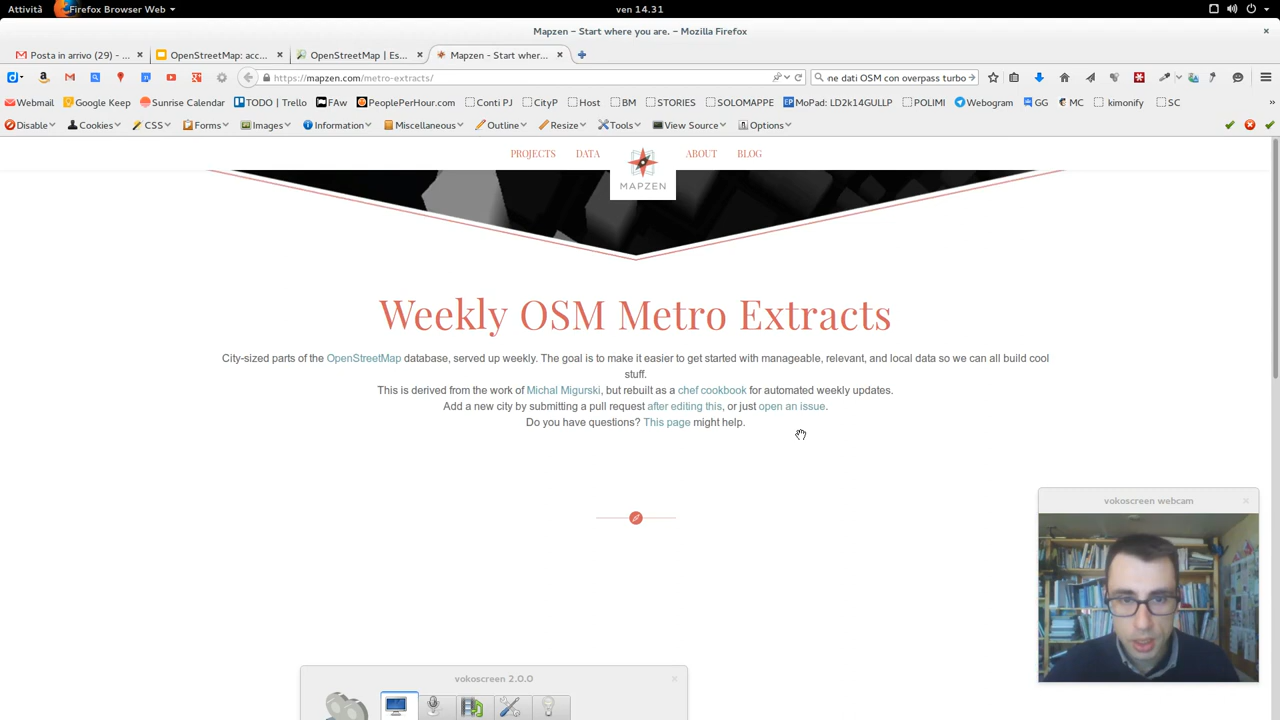 Attività Firefox Browser Web ven 14.31
Mapzen – Start where you are. – Mozilla Firefox
Posta in arrivo (29) - ... OpenStreetMap: acc... OpenStreetMap | Es... Mapzen – Start wher...
https://mapzen.com/metro-extracts/ ne dati OSM con overpass turbo
Webmail Google Keep Sunrise Calendar TODO | Trello FAw PeoplePerHour.com Conti PJ CityP Host BM STORIES SOLOMAPPE MoPad: LD2k14GULLP POLIMI Webogram GG MC kimonify SC
Disable Cookies CSS Forms Images Information Miscellaneous Outline Resize Tools View Source Options
PROJECTS DATA ABOUT BLOG
MAPZEN
Weekly OSM Metro Extracts
City-sized parts of the OpenStreetMap database, served up weekly. The goal is to make it easier to get started with manageable, relevant, and local data so we can all build cool
stuff.
This is derived from the work of Michal Migurski, but rebuilt as a chef cookbook for automated weekly updates.
Add a new city by submitting a pull request after editing this, or just open an issue.
Do you have questions? This page might help.
vokoscreen webcam
vokoscreen 2.0.0